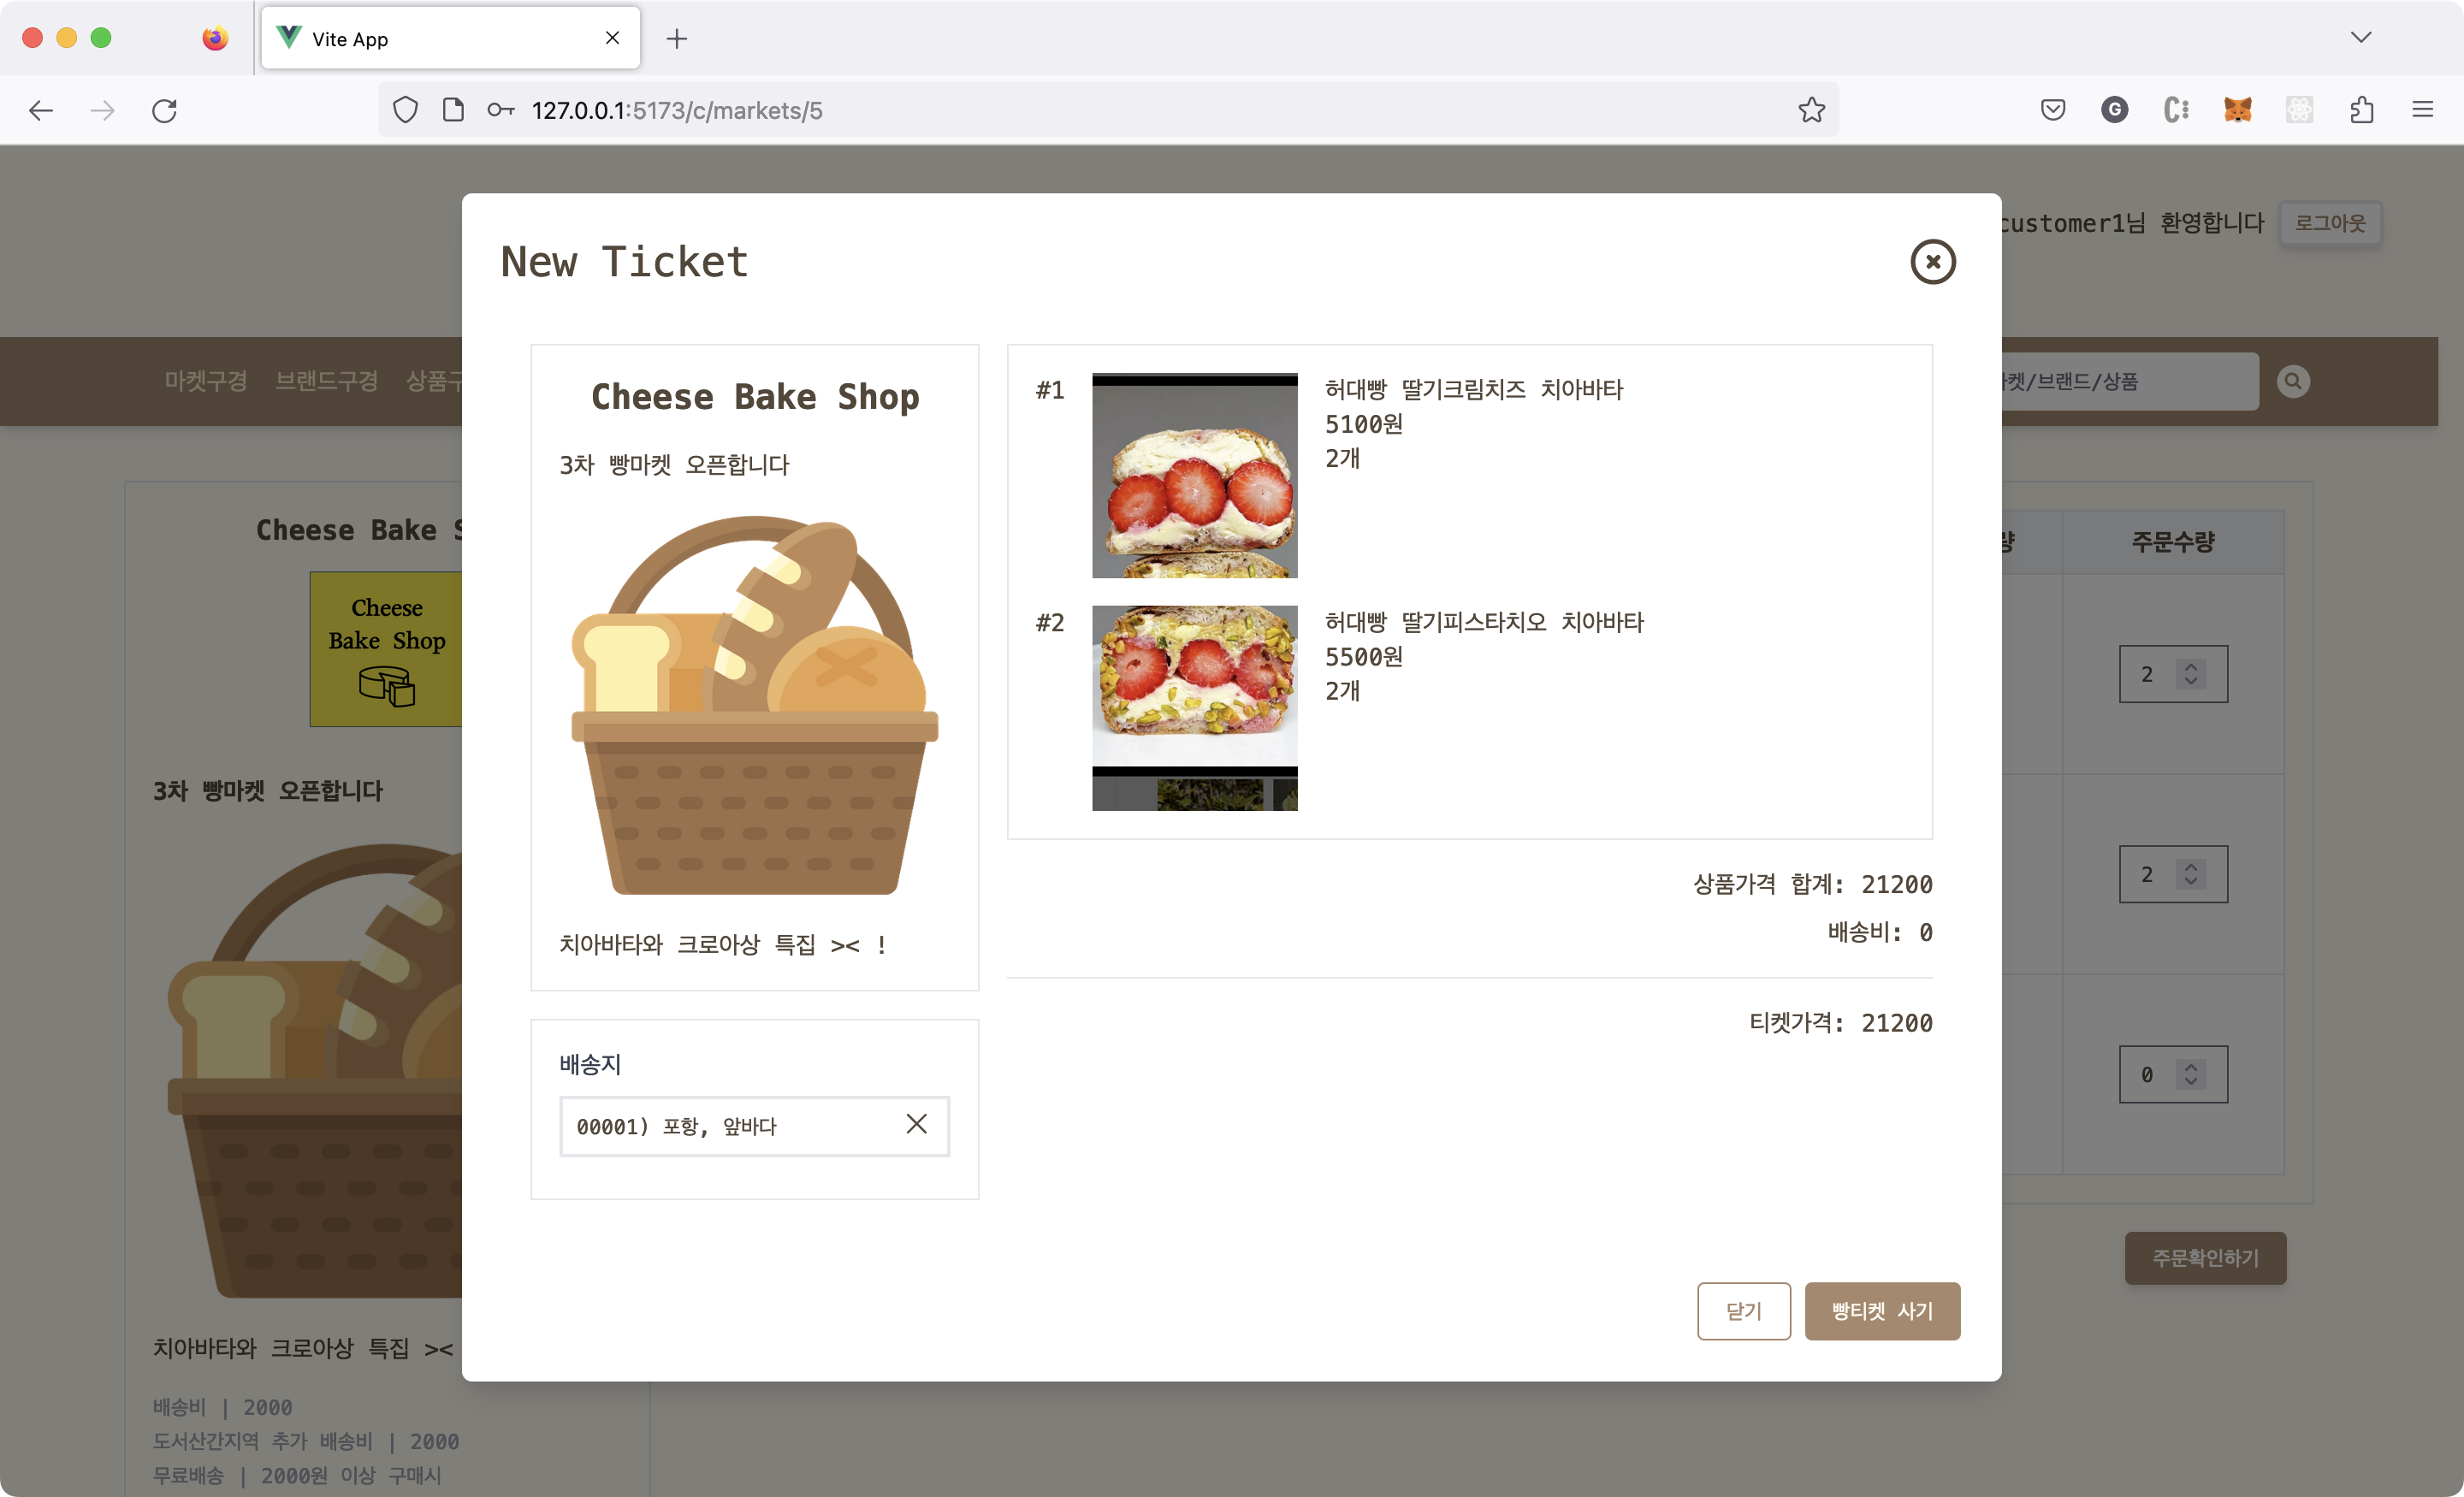 Vite App
127.0.0.1:5173/c/markets/5
customer1님 환영합니다
로그아웃
마켓구경 브랜드구경 상품구
마켓/브랜드/상품
New Ticket
Cheese Bake Shop
3차 빵마켓 오픈합니다
치아바타와 크로아상 특집 >< !
배송지
00001) 포항, 앞바다
#1
허대빵 딸기크림치즈 치아바타
5100원
2개
#2
허대빵 딸기피스타치오 치아바타
5500원
2개
상품가격 합계: 21200
배송비: 0
티켓가격: 21200
닫기
빵티켓 사기
Cheese Bake S
Cheese
Bake Shop
3차 빵마켓 오픈합니다
치아바타와 크로아상 특집 ><
배송비 | 2000
도서산간지역 추가 배송비 | 2000
무료배송 | 2000원 이상 구매시
량
주문수량
2
2
0
주문확인하기